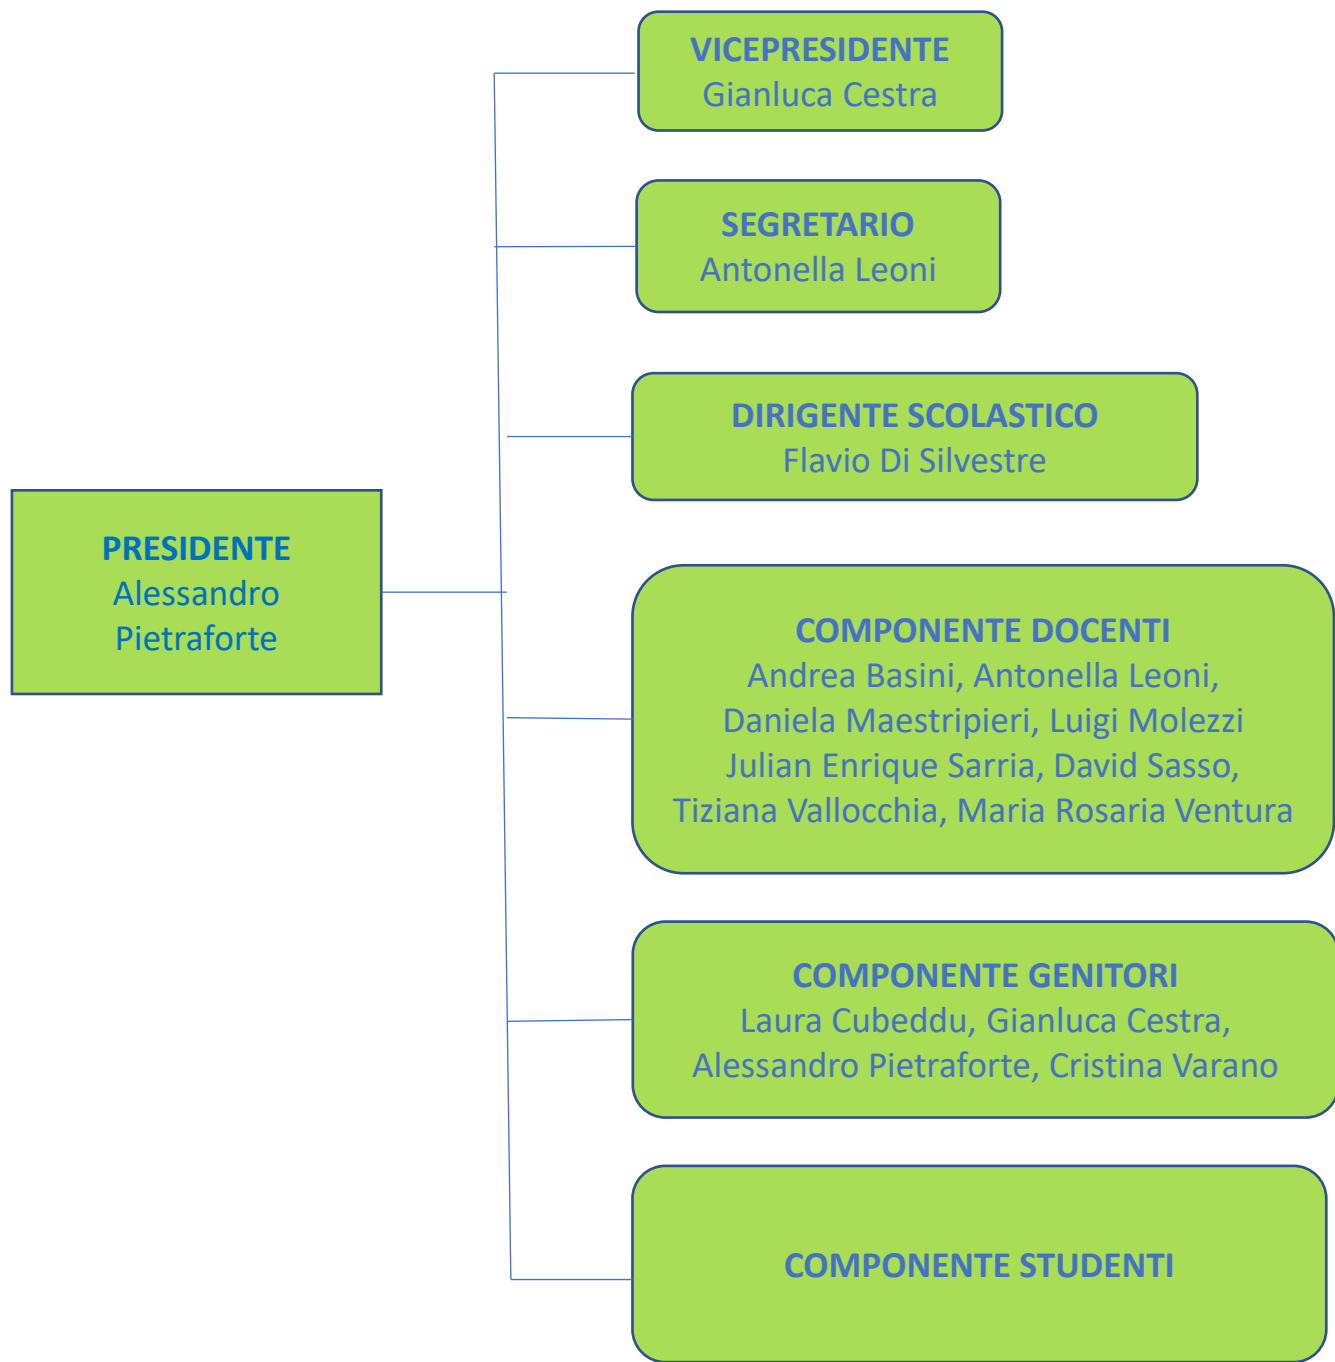 VICEPRESIDENTE
Gianluca Cestra
SEGRETARIO
Antonella Leoni
DIRIGENTE SCOLASTICO
Flavio Di Silvestre
PRESIDENTE
Alessandro
Pietraforte
COMPONENTE DOCENTI
Andrea Basini, Antonella Leoni,
Daniela Maestripieri, Luigi Molezzi
Julian Enrique Sarria, David Sasso,
Tiziana Vallocchia, Maria Rosaria Ventura
COMPONENTE GENITORI
Laura Cubeddu, Gianluca Cestra,
Alessandro Pietraforte, Cristina Varano
COMPONENTE STUDENTI